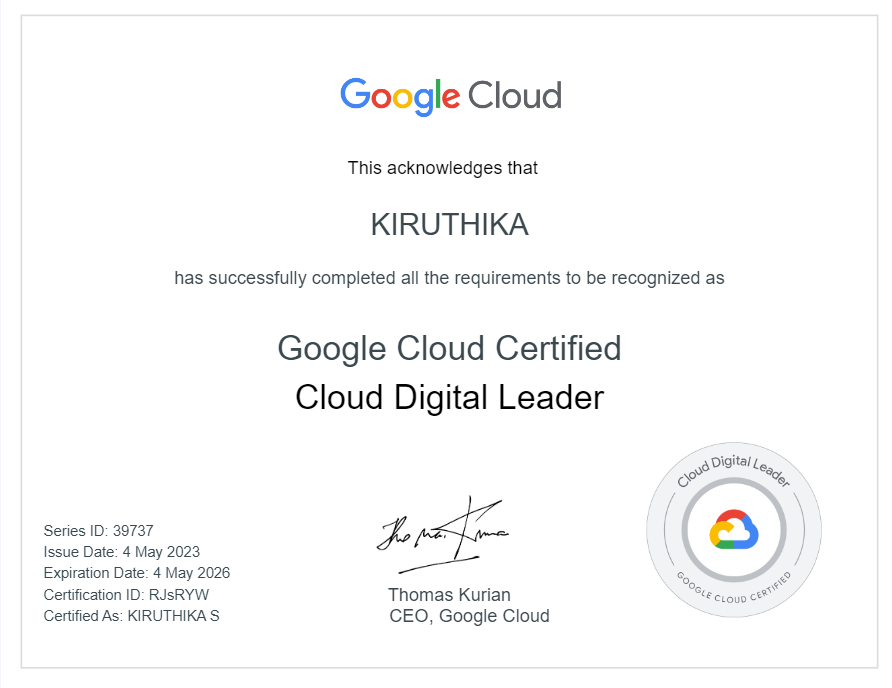 Google Cloud
This acknowledges that
KIRUTHIKA
has successfully completed all the requirements to be recognized as
Google Cloud Certified
Cloud Digital Leader
Series ID: 39737
Issue Date: 4 May 2023
Expiration Date: 4 May 2026
Certification ID: RJsRYW
Certified As: KIRUTHIKA S
Thomas Kurian
Thomas Kurian
CEO, Google Cloud
Cloud Digital Leader
GOOGLE CLOUD CERTIFIED